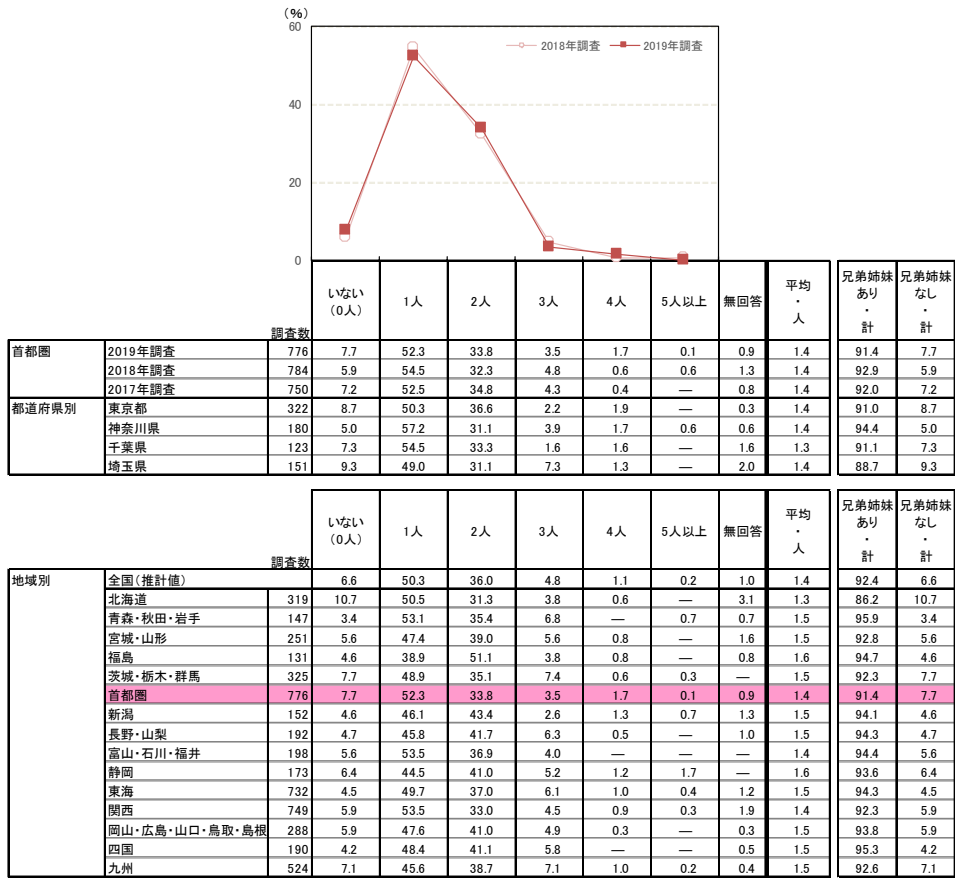 (%)
60
2018年調査 2019年調査
40
20
0
調査数 いない(0人) 1人 2人 3人 4人 5人以上 無回答 平均・人 兄弟姉妹あり・計 兄弟姉妹なし・計
首都圏 2019年調査 776 7.7 52.3 33.8 3.5 1.7 0.1 0.9 1.4 91.4 7.7
2018年調査 784 5.9 54.5 32.3 4.8 0.6 0.6 1.3 1.4 92.9 5.9
2017年調査 750 7.2 52.5 34.8 4.3 0.4 — 0.8 1.4 92.0 7.2
都道府県別 東京都 322 8.7 50.3 36.6 2.2 1.9 — 0.3 1.4 91.0 8.7
神奈川県 180 5.0 57.2 31.1 3.9 1.7 0.6 0.6 1.4 94.4 5.0
千葉県 123 7.3 54.5 33.3 1.6 1.6 — 1.6 1.3 91.1 7.3
埼玉県 151 9.3 49.0 31.1 7.3 1.3 — 2.0 1.4 88.7 9.3
調査数 いない(0人) 1人 2人 3人 4人 5人以上 無回答 平均・人 兄弟姉妹あり・計 兄弟姉妹なし・計
地域別 全国(推計値) 6.6 50.3 36.0 4.8 1.1 0.2 1.0 1.4 92.4 6.6
北海道 319 10.7 50.5 31.3 3.8 0.6 — 3.1 1.3 86.2 10.7
青森・秋田・岩手 147 3.4 53.1 35.4 6.8 — 0.7 0.7 1.5 95.9 3.4
宮城・山形 251 5.6 47.4 39.0 5.6 0.8 — 1.6 1.5 92.8 5.6
福島 131 4.6 38.9 51.1 3.8 0.8 — 0.8 1.6 94.7 4.6
茨城・栃木・群馬 325 7.7 48.9 35.1 7.4 0.6 0.3 — 1.5 92.3 7.7
首都圏 776 7.7 52.3 33.8 3.5 1.7 0.1 0.9 1.4 91.4 7.7
新潟 152 4.6 46.1 43.4 2.6 1.3 0.7 1.3 1.5 94.1 4.6
長野・山梨 192 4.7 45.8 41.7 6.3 0.5 — 1.0 1.5 94.3 4.7
富山・石川・福井 198 5.6 53.5 36.9 4.0 — — — 1.4 94.4 5.6
静岡 173 6.4 44.5 41.0 5.2 1.2 1.7 — 1.6 93.6 6.4
東海 732 4.5 49.7 37.0 6.1 1.0 0.4 1.2 1.5 94.3 4.5
関西 749 5.9 53.5 33.0 4.5 0.9 0.3 1.9 1.4 92.3 5.9
岡山・広島・山口・鳥取・島根 288 5.9 47.6 41.0 4.9 0.3 — 0.3 1.5 93.8 5.9
四国 190 4.2 48.4 41.1 5.8 — — 0.5 1.5 95.3 4.2
九州 524 7.1 45.6 38.7 7.1 1.0 0.2 0.4 1.5 92.6 7.1